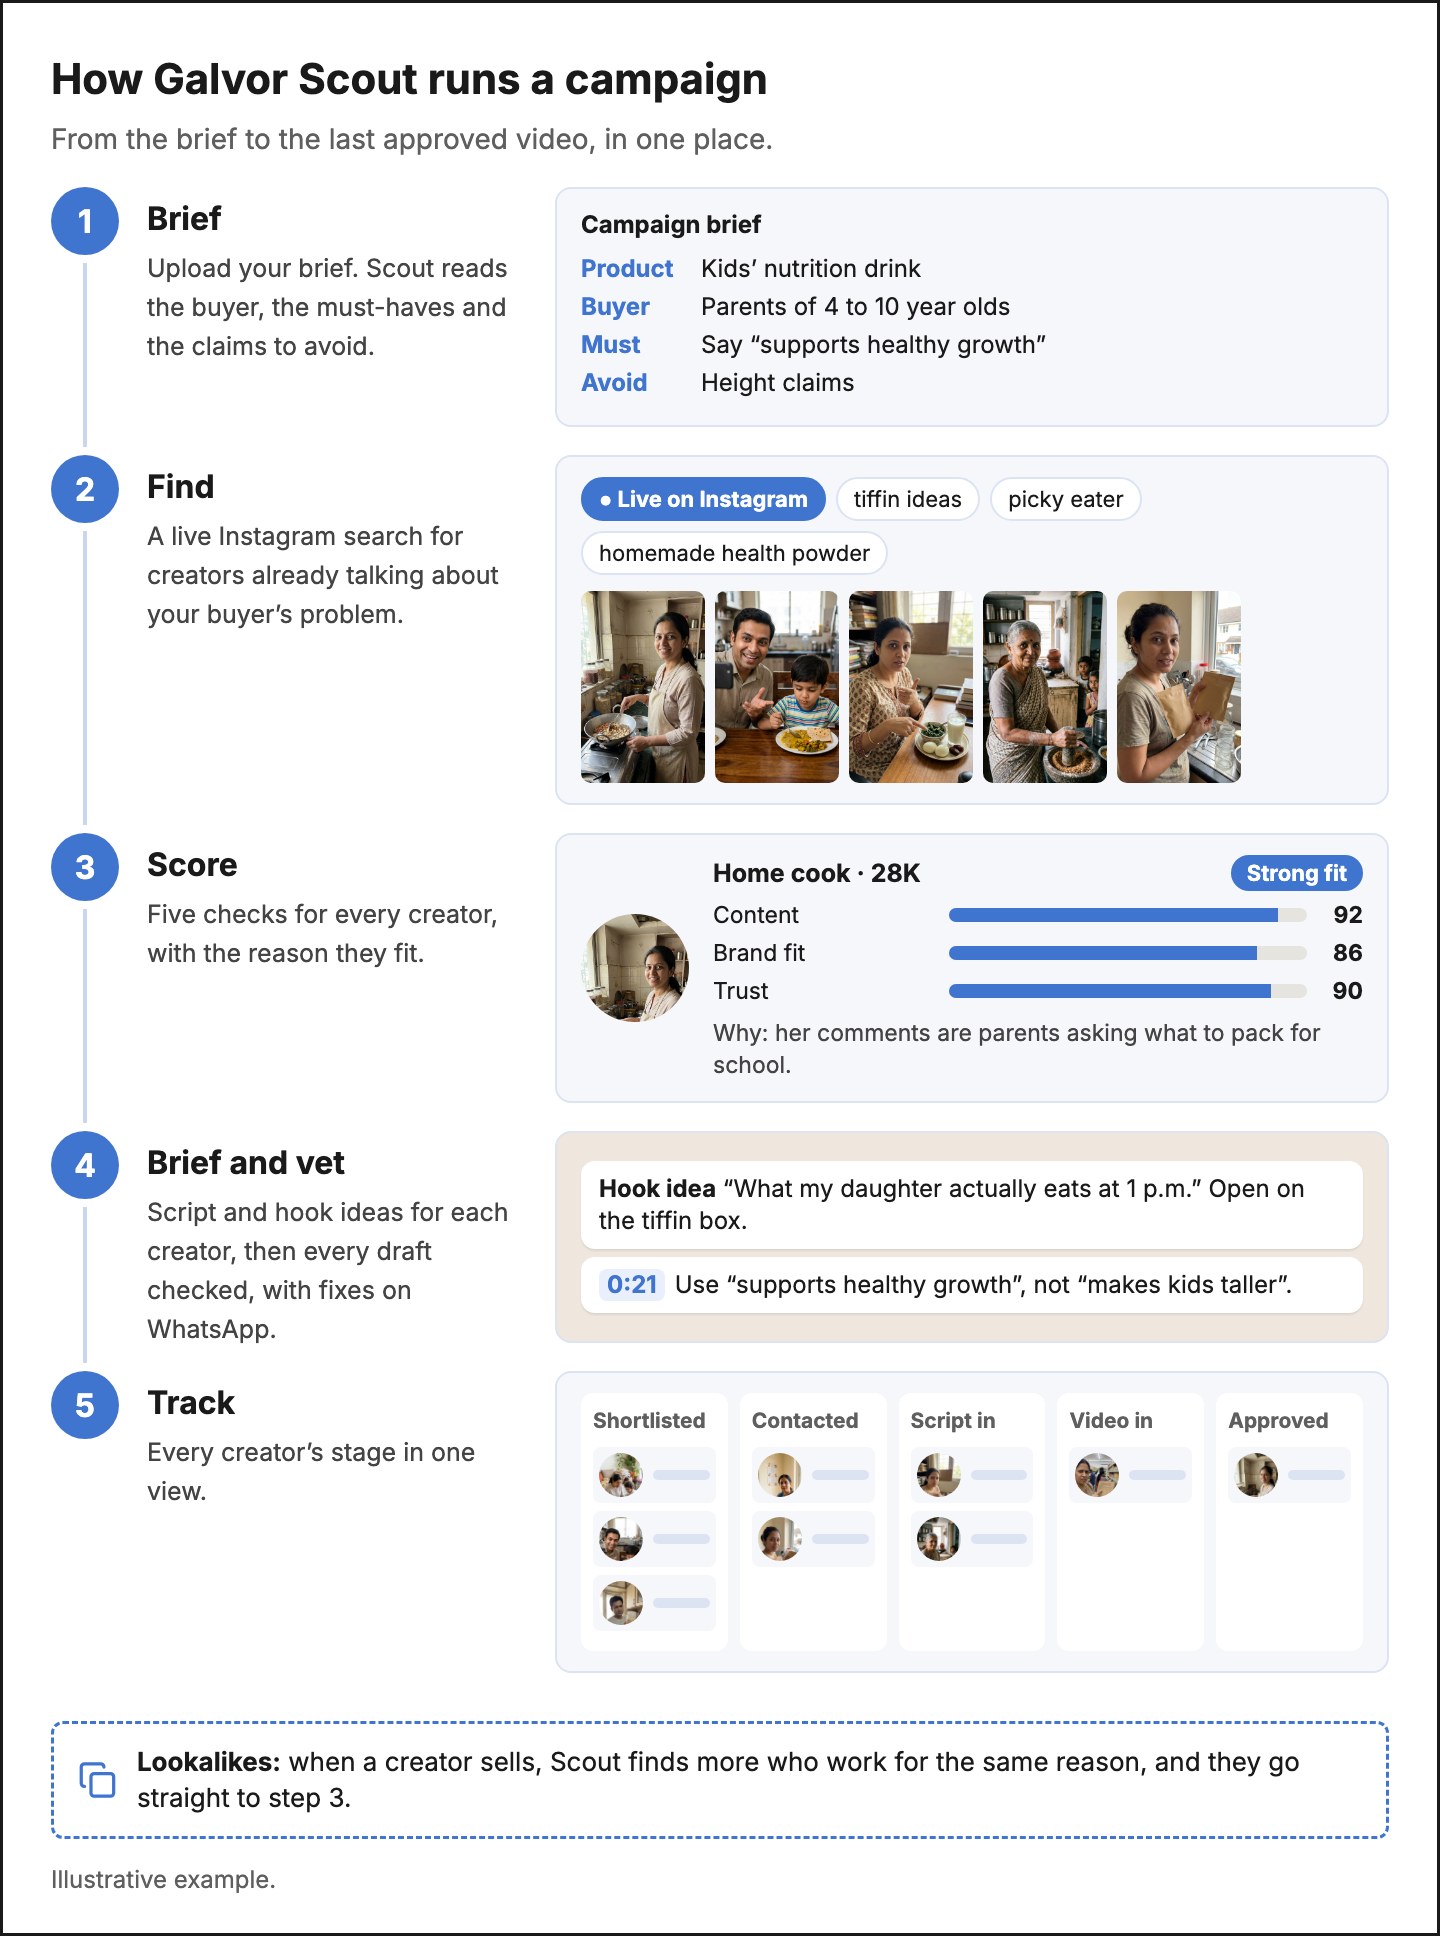 How Galvor Scout runs a campaign
From the brief to the last approved video, in one place.
1
Brief
Upload your brief. Scout reads
the buyer, the must-haves and
the claims to avoid.
Campaign brief
Product Kids’ nutrition drink
Buyer Parents of 4 to 10 year olds
Must Say “supports healthy growth”
Avoid Height claims
2
Find
A live Instagram search for
creators already talking about
your buyer’s problem.
• Live on Instagram tiffin ideas picky eater
homemade health powder
3
Score
Five checks for every creator,
with the reason they fit.
Home cook · 28K Strong fit
Content 92
Brand fit 86
Trust 90
Why: her comments are parents asking what to pack for
school.
4
Brief and vet
Script and hook ideas for each
creator, then every draft
checked, with fixes on
WhatsApp.
Hook idea “What my daughter actually eats at 1 p.m.” Open on
the tiffin box.
0:21 Use “supports healthy growth”, not “makes kids taller”.
5
Track
Every creator’s stage in one
view.
Shortlisted Contacted Script in Video in Approved
Lookalikes: when a creator sells, Scout finds more who work for the same reason, and they go
straight to step 3.
Illustrative example.